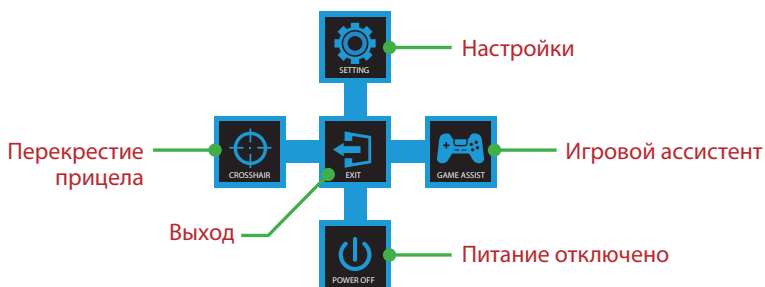 SETTING
Настройки
Перекрестие
прицела
CROSSHAIR
EXIT
GAME ASSIST
Игровой ассистент
Выход
POWER OFF
Питание отключено